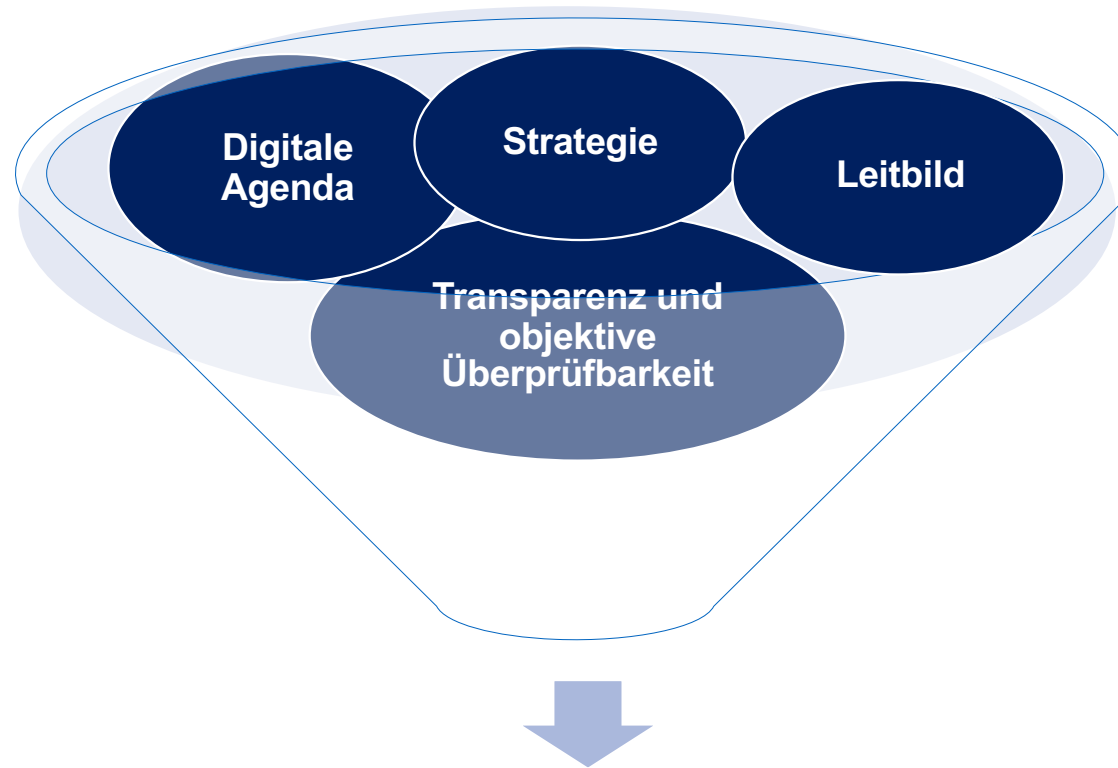 Digitale
Agenda
Strategie
Leitbild
Transparenz und
objektive
Überprüfbarkeit